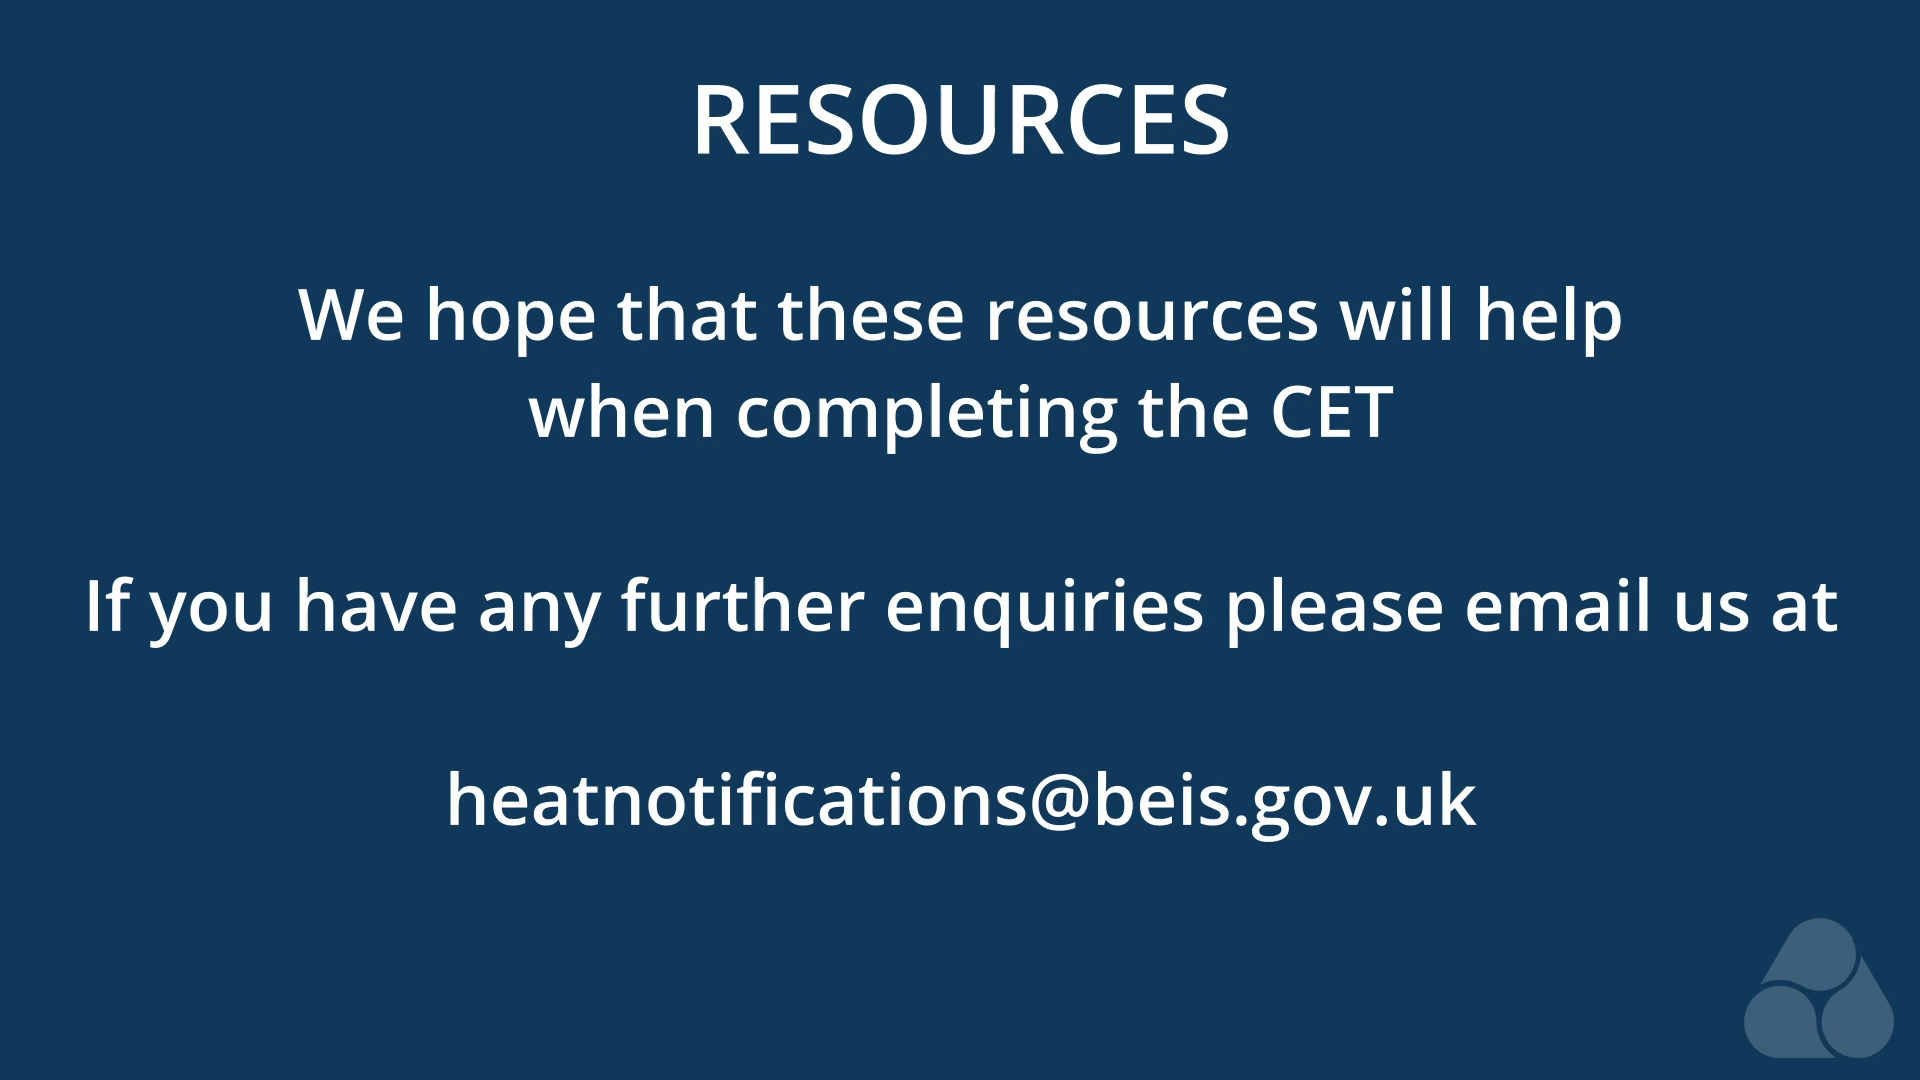 RESOURCES
We hope that these resources will help
when completing the CET
If you have any further enquiries please email us at
heatnotifications@beis.gov.uk